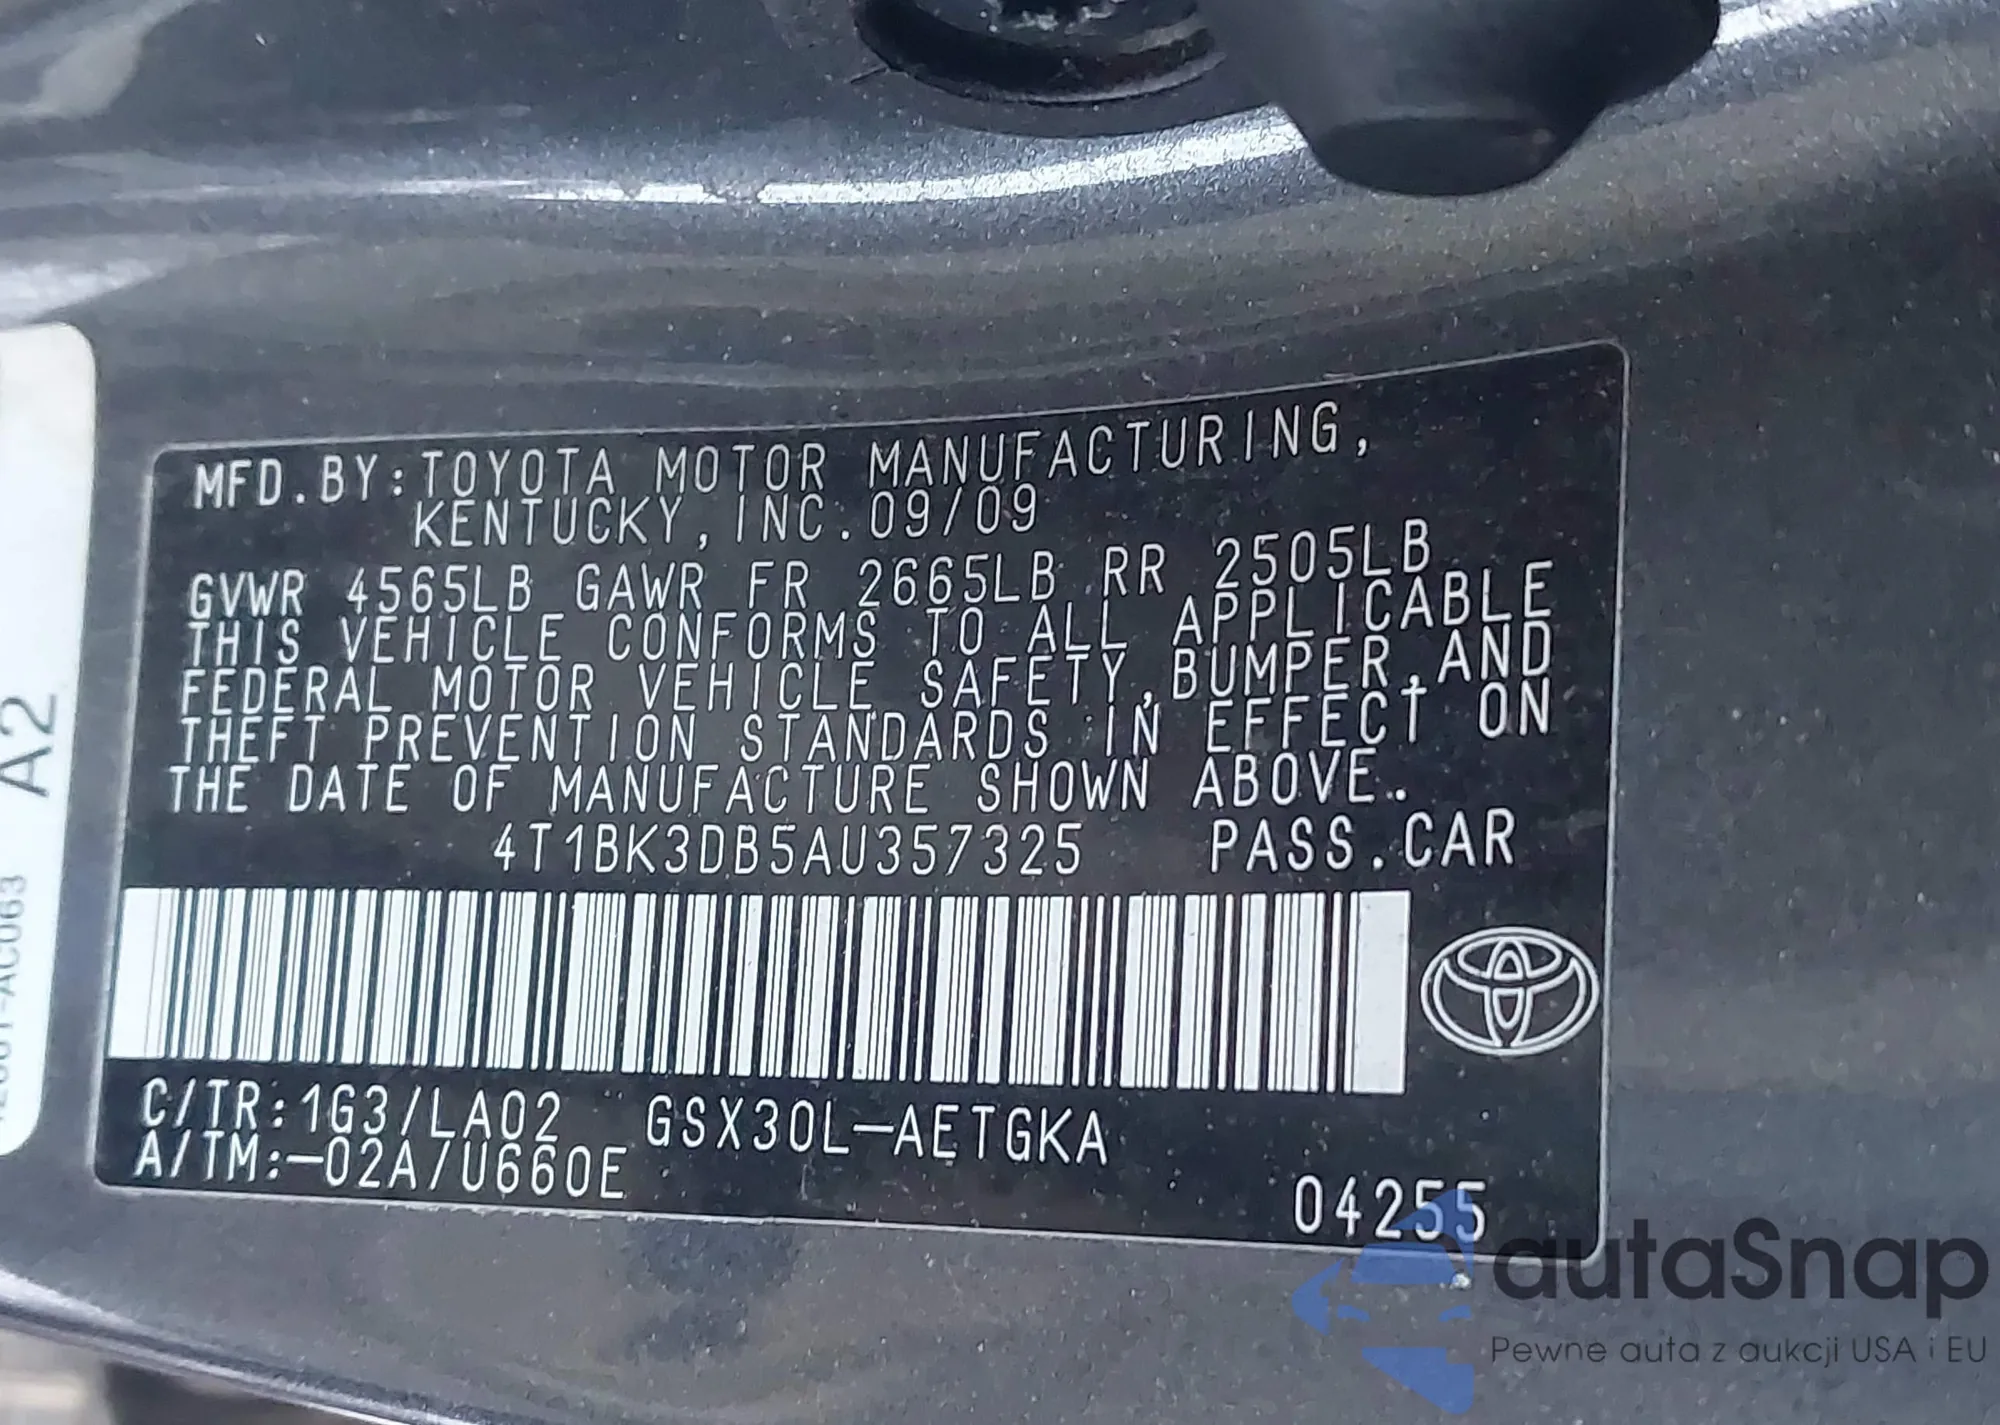 MFD.BY:TOYOTA MOTOR MANUFACTURING,
KENTUCKY,INC.09/09
GVWR 4565LB GAWR FR 2665LB RR 2505LB
THIS VEHICLE CONFORMS TO ALL APPLICABLE
FEDERAL MOTOR VEHICLE SAFETY,BUMPER,AND
THEFT PREVENTION STANDARDS IN EFFECT ON
THE DATE OF MANUFACTURE SHOWN ABOVE.
4T1BK3DB5AU357325 PASS.CAR
C/TR:1G3/LA02 GSX30L-AETGKA
A/TM:-02A/U660E
04255
A2
autaSnap
Pewne auta z aukcji USA i EU